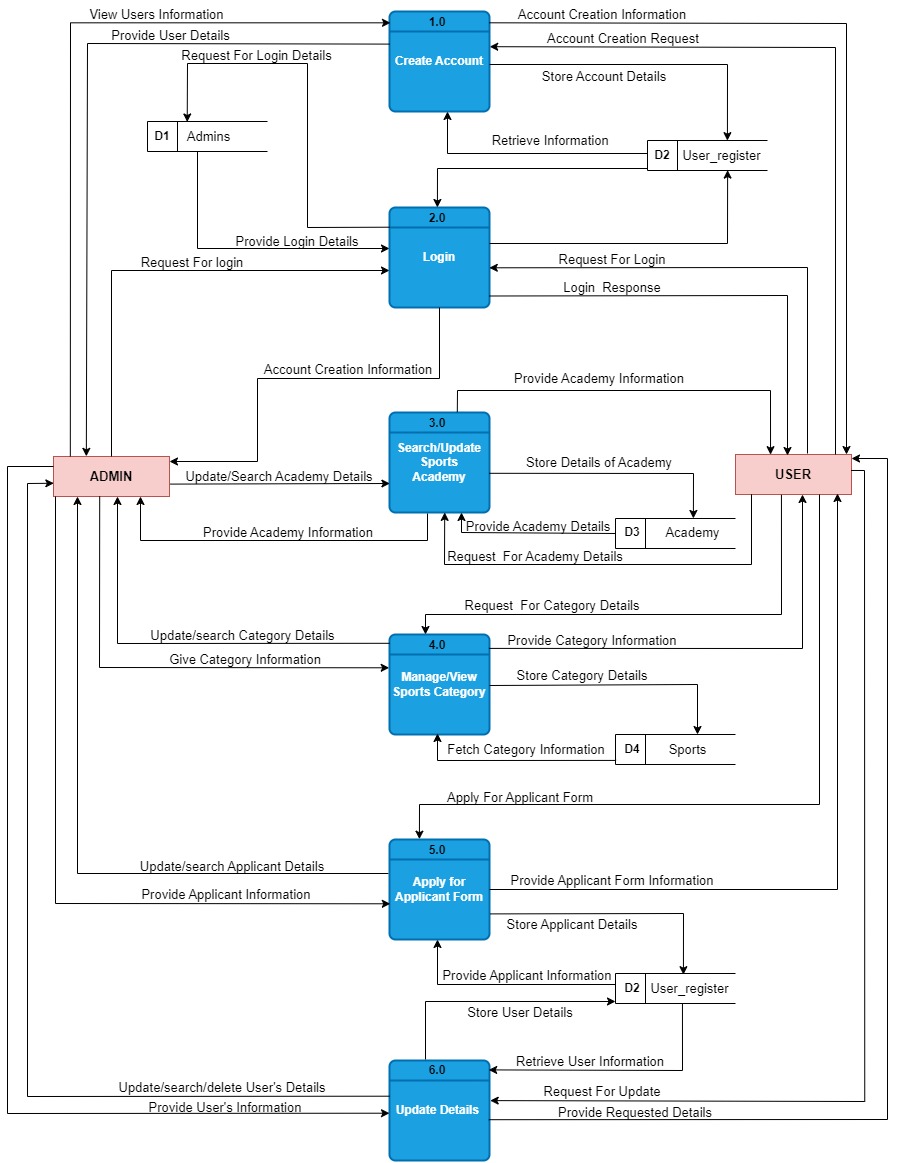 View Users Information
1.0
Account Creation Information
Provide User Details
Account Creation Request
Request For Login Details
Create Account
Store Account Details
D1
Admins
Retrieve Information
D2
User_register
2.0
Provide Login Details
Request For login
Login
Request For Login
Login  Response
Account Creation Information
Provide Academy Information
3.0
Search/Update
Sports
Academy
Store Details of Academy
ADMIN
Update/Search Academy Details
USER
Provide Academy Information
Provide Academy Details
D3
Academy
Request  For Academy Details
Request  For Category Details
Update/search Category Details
4.0
Provide Category Information
Give Category Information
Manage/View
Sports Category
Store Category Details
Fetch Category Information
D4
Sports
Apply For Applicant Form
5.0
Update/search Applicant Details
Apply for
Applicant Form
Provide Applicant Form Information
Provide Applicant Information
Store Applicant Details
Provide Applicant Information
D2
User_register
Store User Details
Retrieve User Information
6.0
Update/search/delete User's Details
Request For Update
Provide User's Information
Update Details
Provide Requested Details